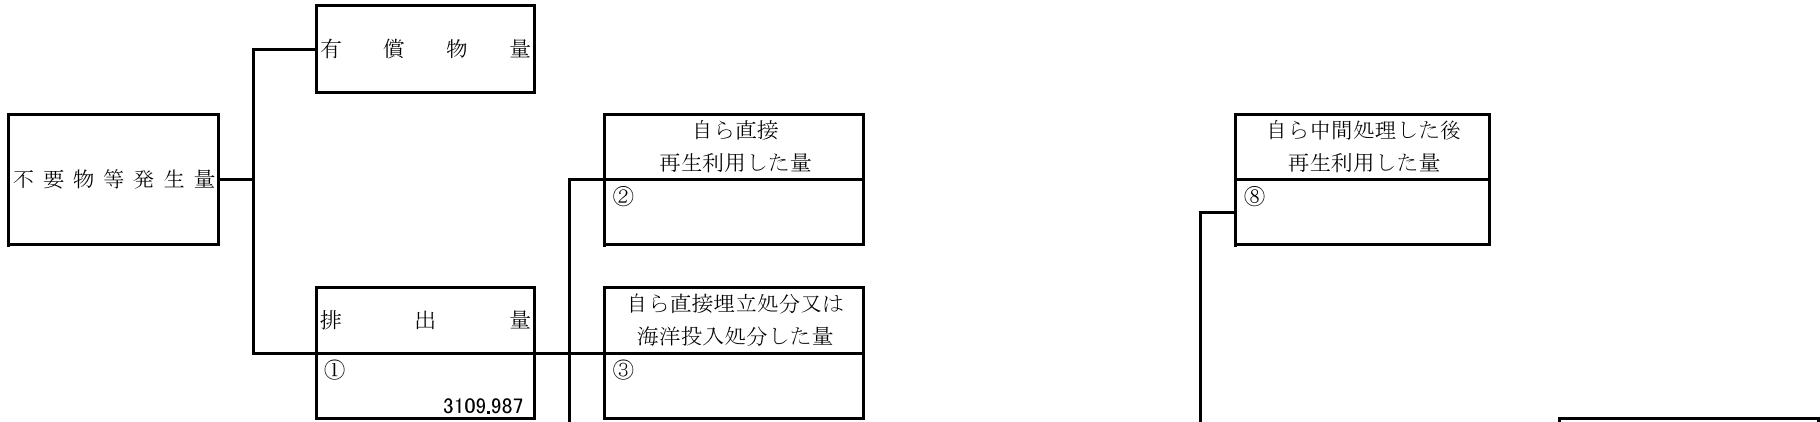 有償物量
自ら直接
再生利用した量
自ら中間処理した後
再生利用した量
不要物等発生量
②
⑧
排出量
自ら直接埋立処分又は
海洋投入処分した量
①
③
3109.987